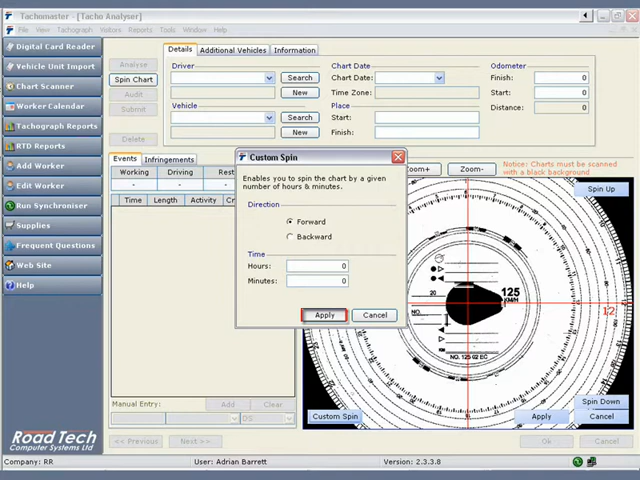 Tachomaster - [Tacho Analyser]
File View Tachograph Visitors Reports Tools Window Help
Digital Card Reader
Vehicle Unit Import
Chart Scanner
Worker Calendar
Tachograph Reports
RTD Reports
Add Worker
Edit Worker
Run Synchroniser
Supplies
Frequent Questions
Web Site
Help
Road Tech
Computer Systems Ltd
Analyse
Spin Chart
Audit
Submit
Delete
Details Additional Vehicles Information
Driver
Search
New
Vehicle
Search
New
Chart Date
Chart Date:
Time Zone:
Place
Start:
Finish:
Odometer
Finish: 0
Start: 0
Distance: 0
Events Infringements
Working Driving Rest
- -
Time Length Activity
Manual Entry: Add Clear
0%
<< Previous Next >>
Custom Spin
Enables you to spin the chart by a given
number of hours & minutes.
Direction
Forward
Backward
Time
Hours: 0
Minutes: 0
Apply Cancel
Zoom+ Zoom-
Notice: Charts must be scanned
with a black background
Spin Up
20
125
KM/H
NO.
12
NO. 125 02 EC
Spin Down
Custom Spin Apply Cancel
Ok Cancel
Company: RR User: Adrian Barrett Version: 2.3.3.8